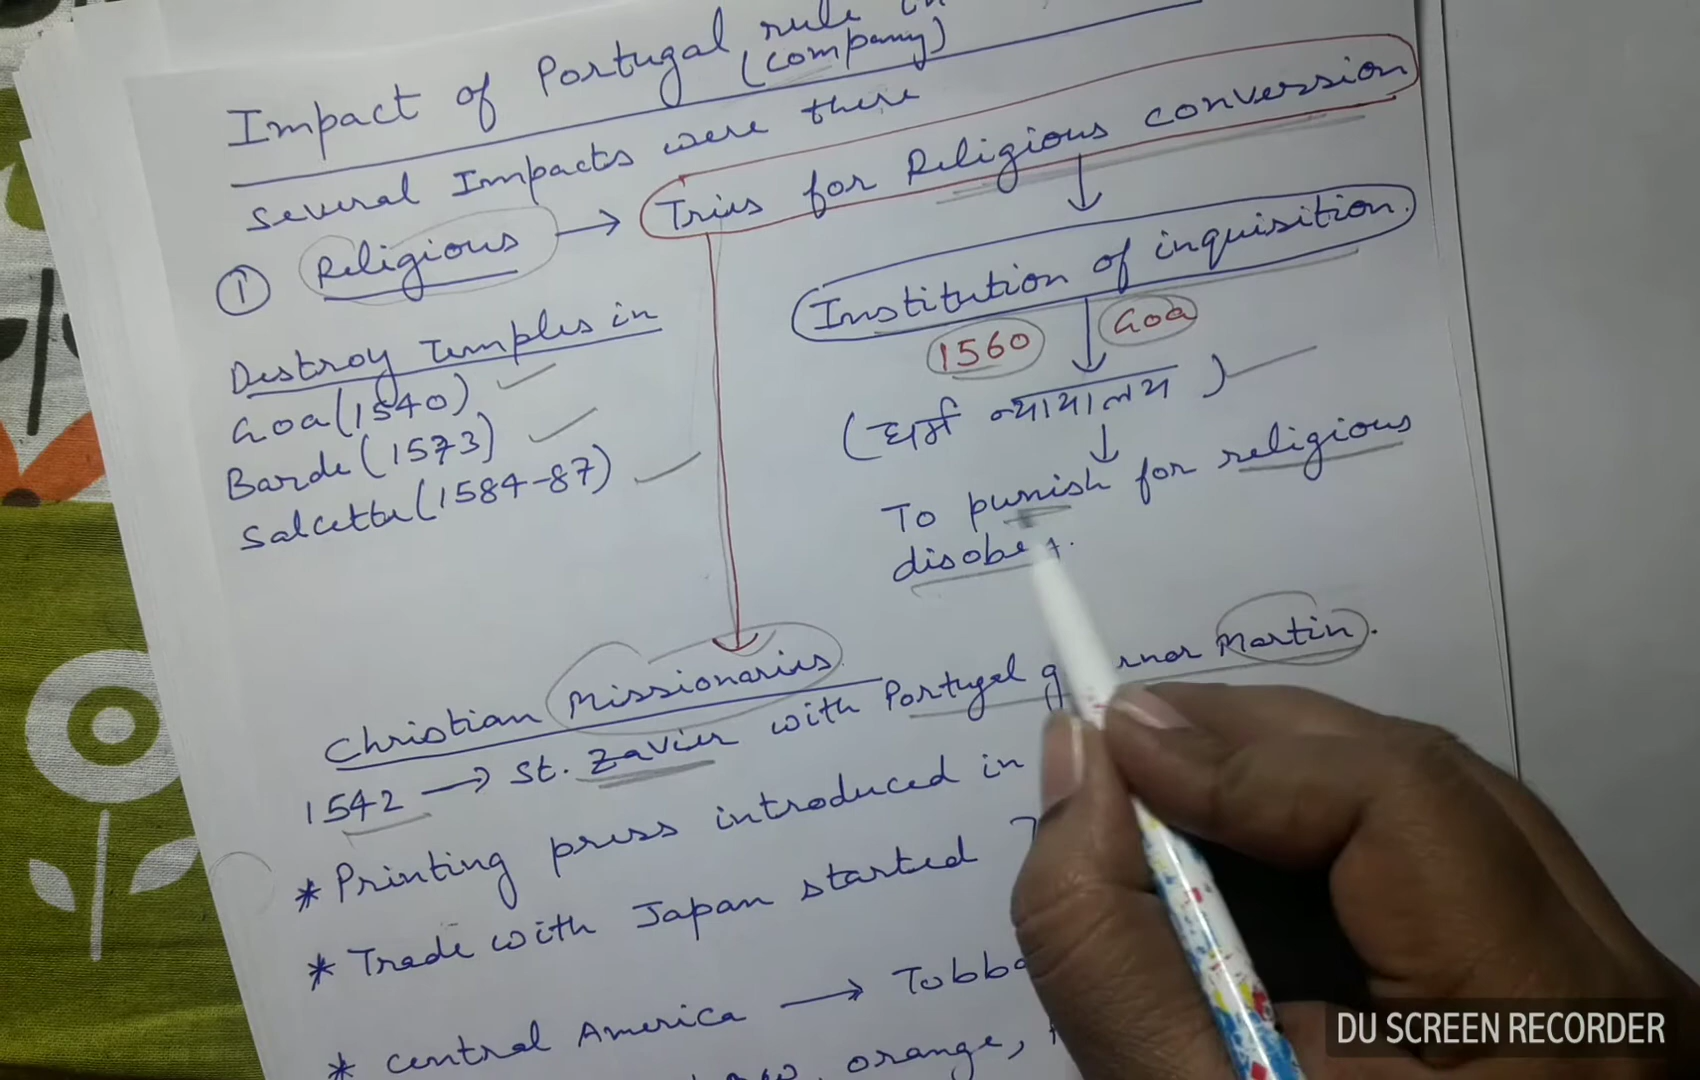 Impact of Portugal rule in
(company)
Several Impacts were there
① Religious → Tries for Religious conversion
Institution of inquisition.
1560 Goa
(धर्म न्यायालय)
To punish for religious
disobey.
Destroy Temples in
Goa (1540)
Barde (1573)
Salcette (1584-87)
Christian Missionaries
1542 → St. Zavier with Portugal Martin.
* Printing press introduced in
* Trade with Japan started
* Central America →
orange,
DU SCREEN RECORDER